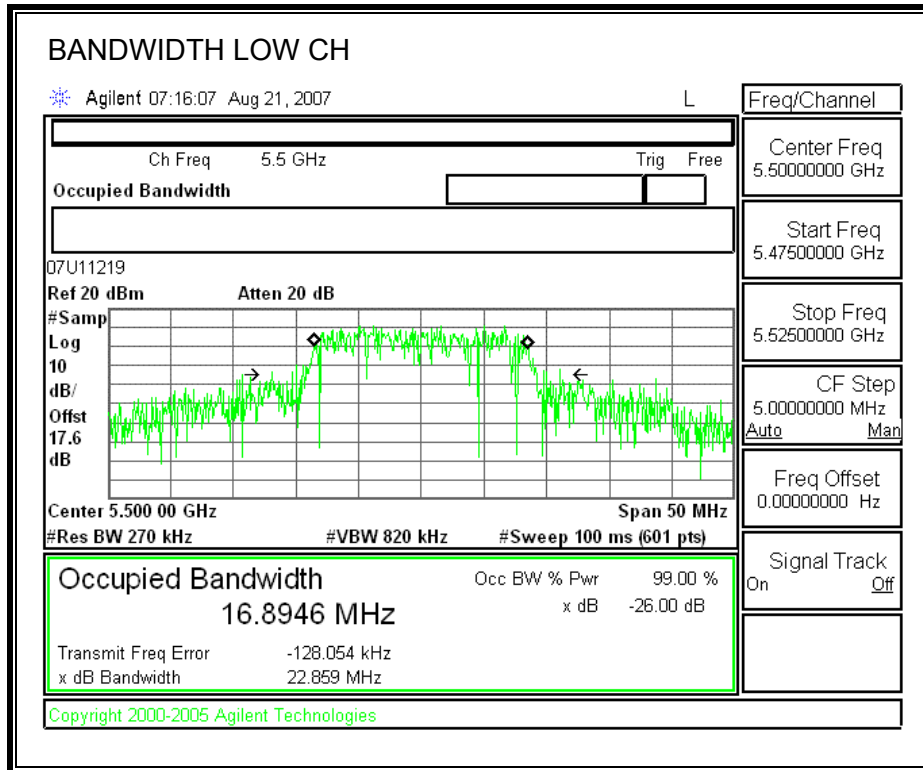 BANDWIDTH LOW CH
Agilent 07:16:07 Aug 21, 2007 L
Freq/Channel
Ch Freq 5.5 GHz Trig Free
Occupied Bandwidth
Center Freq
5.50000000 GHz
Start Freq
5.47500000 GHz
07U11219
Ref 20 dBm Atten 20 dB
#Samp
Log
10
dB/
Offst
17.6
dB
Stop Freq
5.52500000 GHz
CF Step
5.00000000 MHz
Auto Man
Freq Offset
0.00000000 Hz
Center 5.500 00 GHz Span 50 MHz
#Res BW 270 kHz #VBW 820 kHz #Sweep 100 ms (601 pts)
Signal Track
On Off
Occupied Bandwidth Occ BW % Pwr 99.00 %
16.8946 MHz x dB -26.00 dB
Transmit Freq Error -128.054 kHz
x dB Bandwidth 22.859 MHz
Copyright 2000-2005 Agilent Technologies